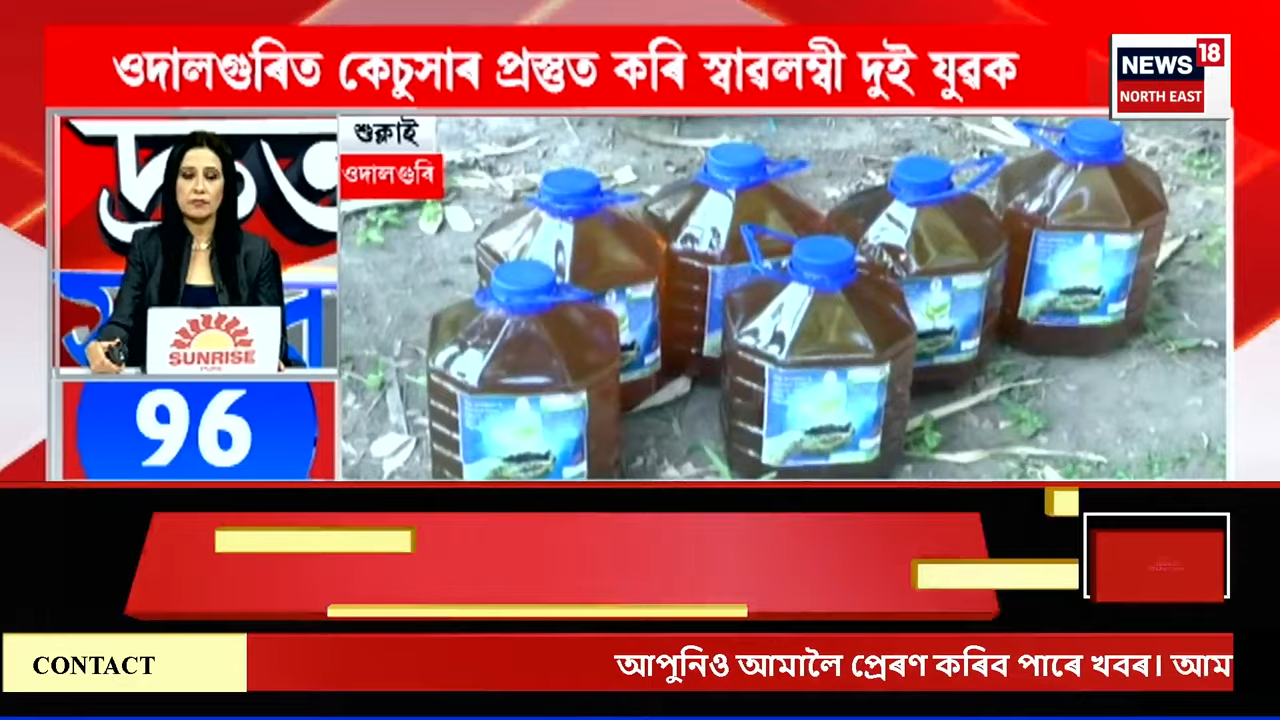 ওদালগুৰিত কেচুসাৰ প্ৰস্তুত কৰি স্বাৱলম্বী দুই যুৱক
NEWS 18
NORTH EAST
শুক্লাই
ওদালগুৰি
SUNRISE
96
CONTACT
আপুনিও আমালৈ প্ৰেৰণ কৰিব পাৰে খবৰ। আম